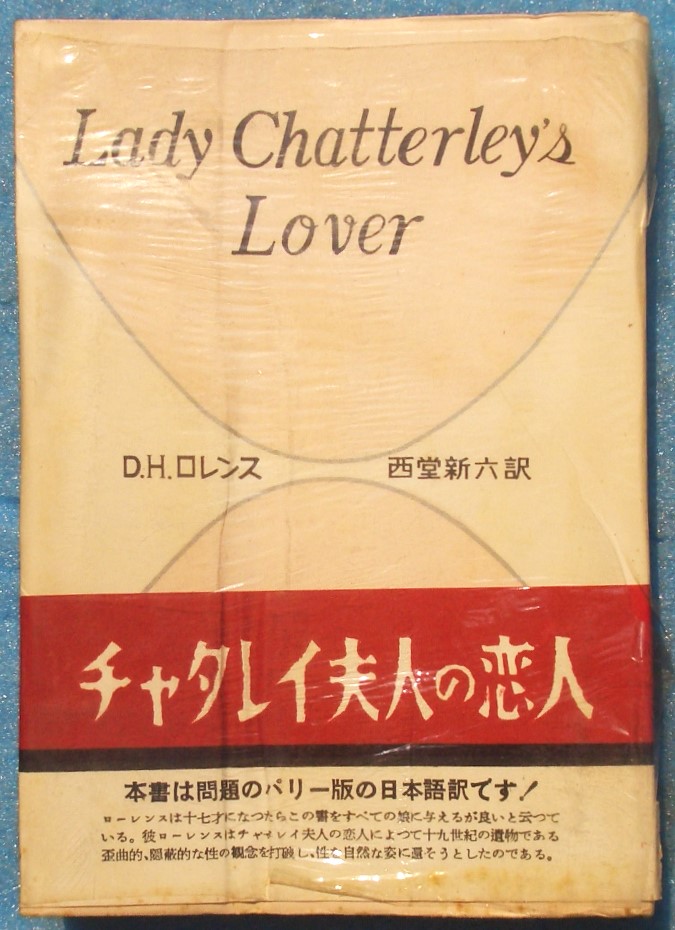 Lady Chatterley's
Lover
D.H.ロレンス 西堂新六訳
チャタレイ夫人の恋人
本書は問題のパリー版の日本語訳です!
ローレンスは十七才になつたらこの書をすべての娘に与えるが良いと云つて
いる。彼ローレンスはチャタレイ夫人の恋人によつて十九世紀の遺物である
歪曲的、隠蔽的な性の観念を打破し、性を自然な姿に還そうとしたのである。